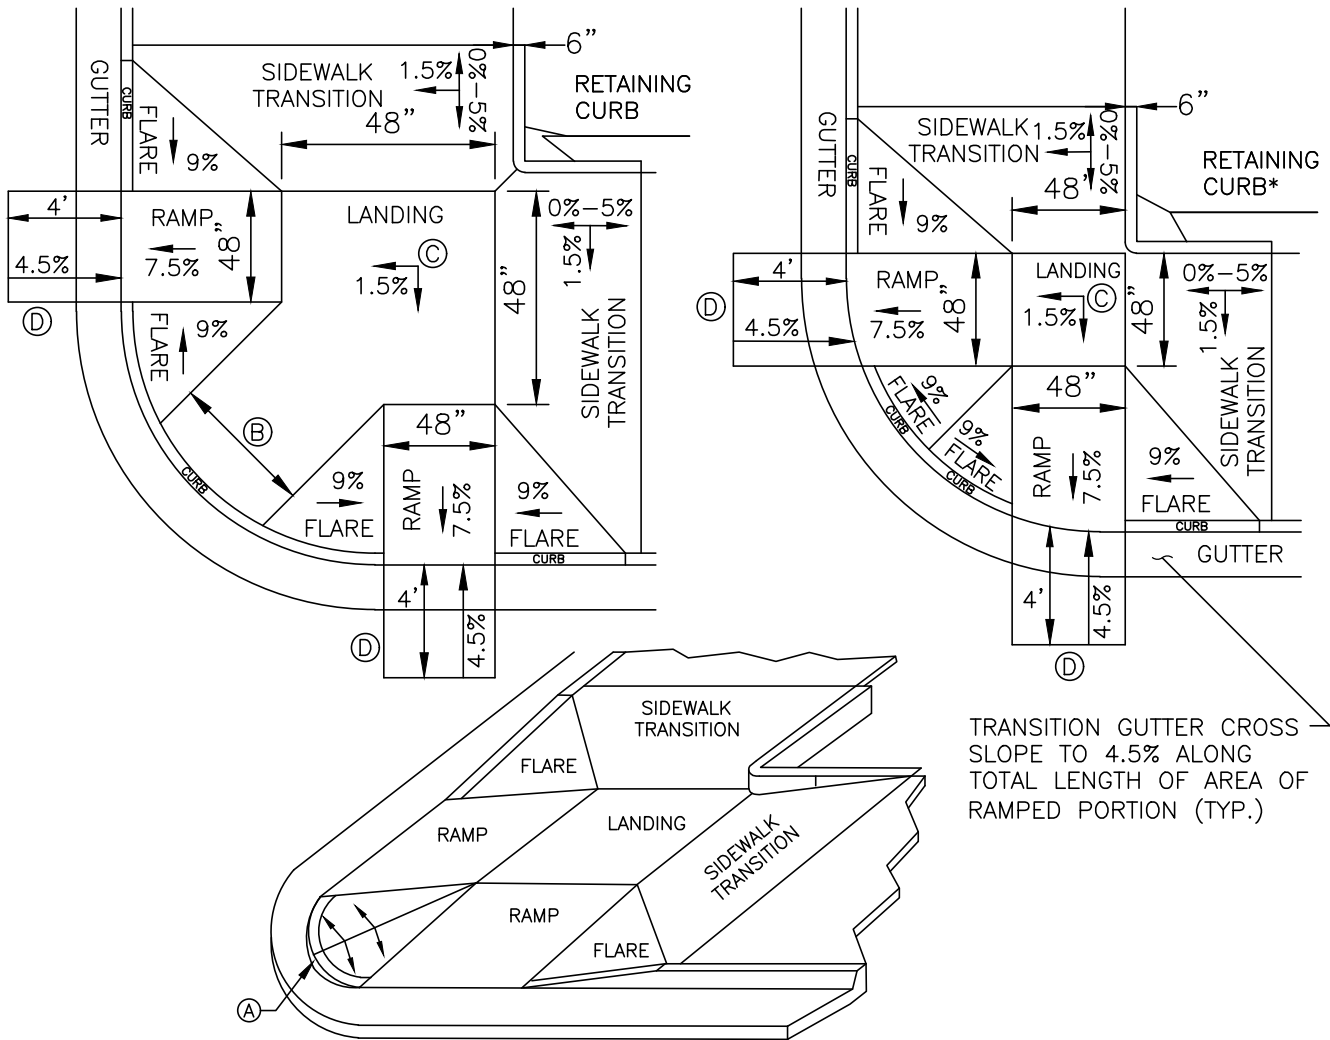 6"
SIDEWALK
TRANSITION
1.5%
0%-5%
RETAINING
CURB
GUTTER
CURB
FLARE
9%
48"
4'
RAMP
48"
7.5%
4.5%
D
LANDING
C
1.5%
48"
0%-5%
1.5%
SIDEWALK
TRANSITION
FLARE
9%
B
CURB
48"
9%
FLARE
RAMP
7.5%
9%
FLARE
CURB
4'
4.5%
D
6"
SIDEWALK
TRANSITION
1.5%
0%-5%
RETAINING
CURB*
GUTTER
CURB
FLARE
9%
48'
4'
RAMP
48"
7.5%
4.5%
D
LANDING
C
1.5%
48"
0%-5%
1.5%
SIDEWALK
TRANSITION
9%
FLARE
CURB
9%
FLARE
CURB
48"
RAMP
7.5%
9%
FLARE
CURB
GUTTER
4'
4.5%
D
TRANSITION GUTTER CROSS
SLOPE TO 4.5% ALONG
TOTAL LENGTH OF AREA OF
RAMPED PORTION (TYP.)
SIDEWALK
TRANSITION
FLARE
RAMP
LANDING
SIDEWALK
TRANSITION
RAMP
FLARE
A